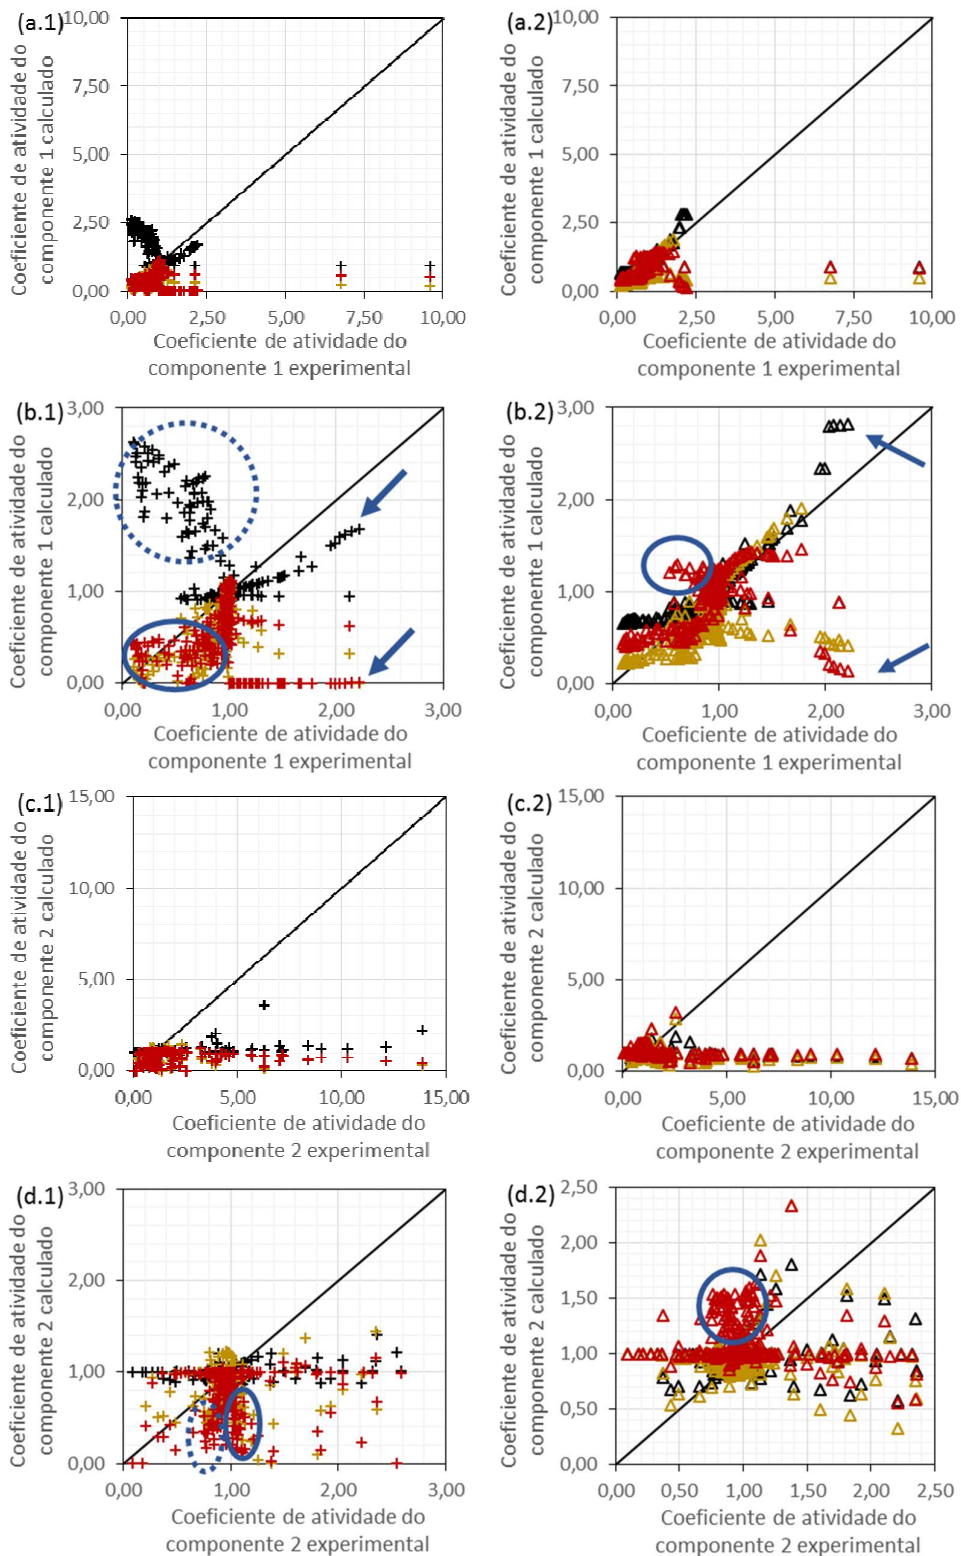 (a.1)
Coeficiente de atividade do
componente 1 calculado
10,00
7,50
5,00
2,50
0,00
0,00 2,50 5,00 7,50 10,00
Coeficiente de atividade do
componente 1 experimental
(a.2)
Coeficiente de atividade do
componente 1 calculado
10,00
7,50
5,00
2,50
0,00
0,00 2,50 5,00 7,50 10,00
Coeficiente de atividade do
componente 1 experimental
(b.1)
Coeficiente de atividade do
componente 1 calculado
3,00
2,00
1,00
0,00
0,00 1,00 2,00 3,00
Coeficiente de atividade do
componente 1 experimental
(b.2)
Coeficiente de atividade do
componente 1 calculado
3,00
2,00
1,00
0,00
0,00 1,00 2,00 3,00
Coeficiente de atividade do
componente 1 experimental
(c.1)
Coeficiente de atividade do
componente 2 calculado
15,00
10,00
5,00
0,00
0,00 5,00 10,00 15,00
Coeficiente de atividade do
componente 2 experimental
(c.2)
Coeficiente de atividade do
componente 2 calculado
15,00
10,00
5,00
0,00
0,00 5,00 10,00 15,00
Coeficiente de atividade do
componente 2 experimental
(d.1)
Coeficiente de atividade do
componente 2 calculado
3,00
2,00
1,00
0,00
0,00 1,00 2,00 3,00
Coeficiente de atividade do
componente 2 experimental
(d.2)
Coeficiente de atividade do
componente 2 calculado
2,50
2,00
1,50
1,00
0,50
0,00
0,00 0,50 1,00 1,50 2,00 2,50
Coeficiente de atividade do
componente 2 experimental